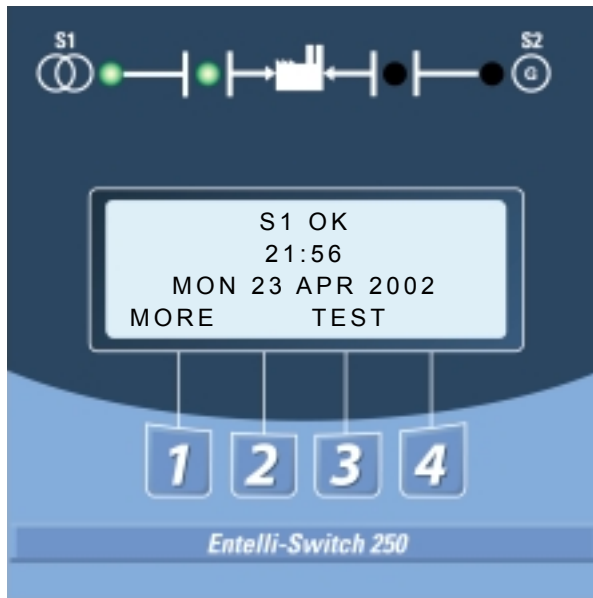 S1 S2
G
S1 OK
21:56
MON 23 APR 2002
MORE TEST
1 2 3 4
Entelli-Switch 250